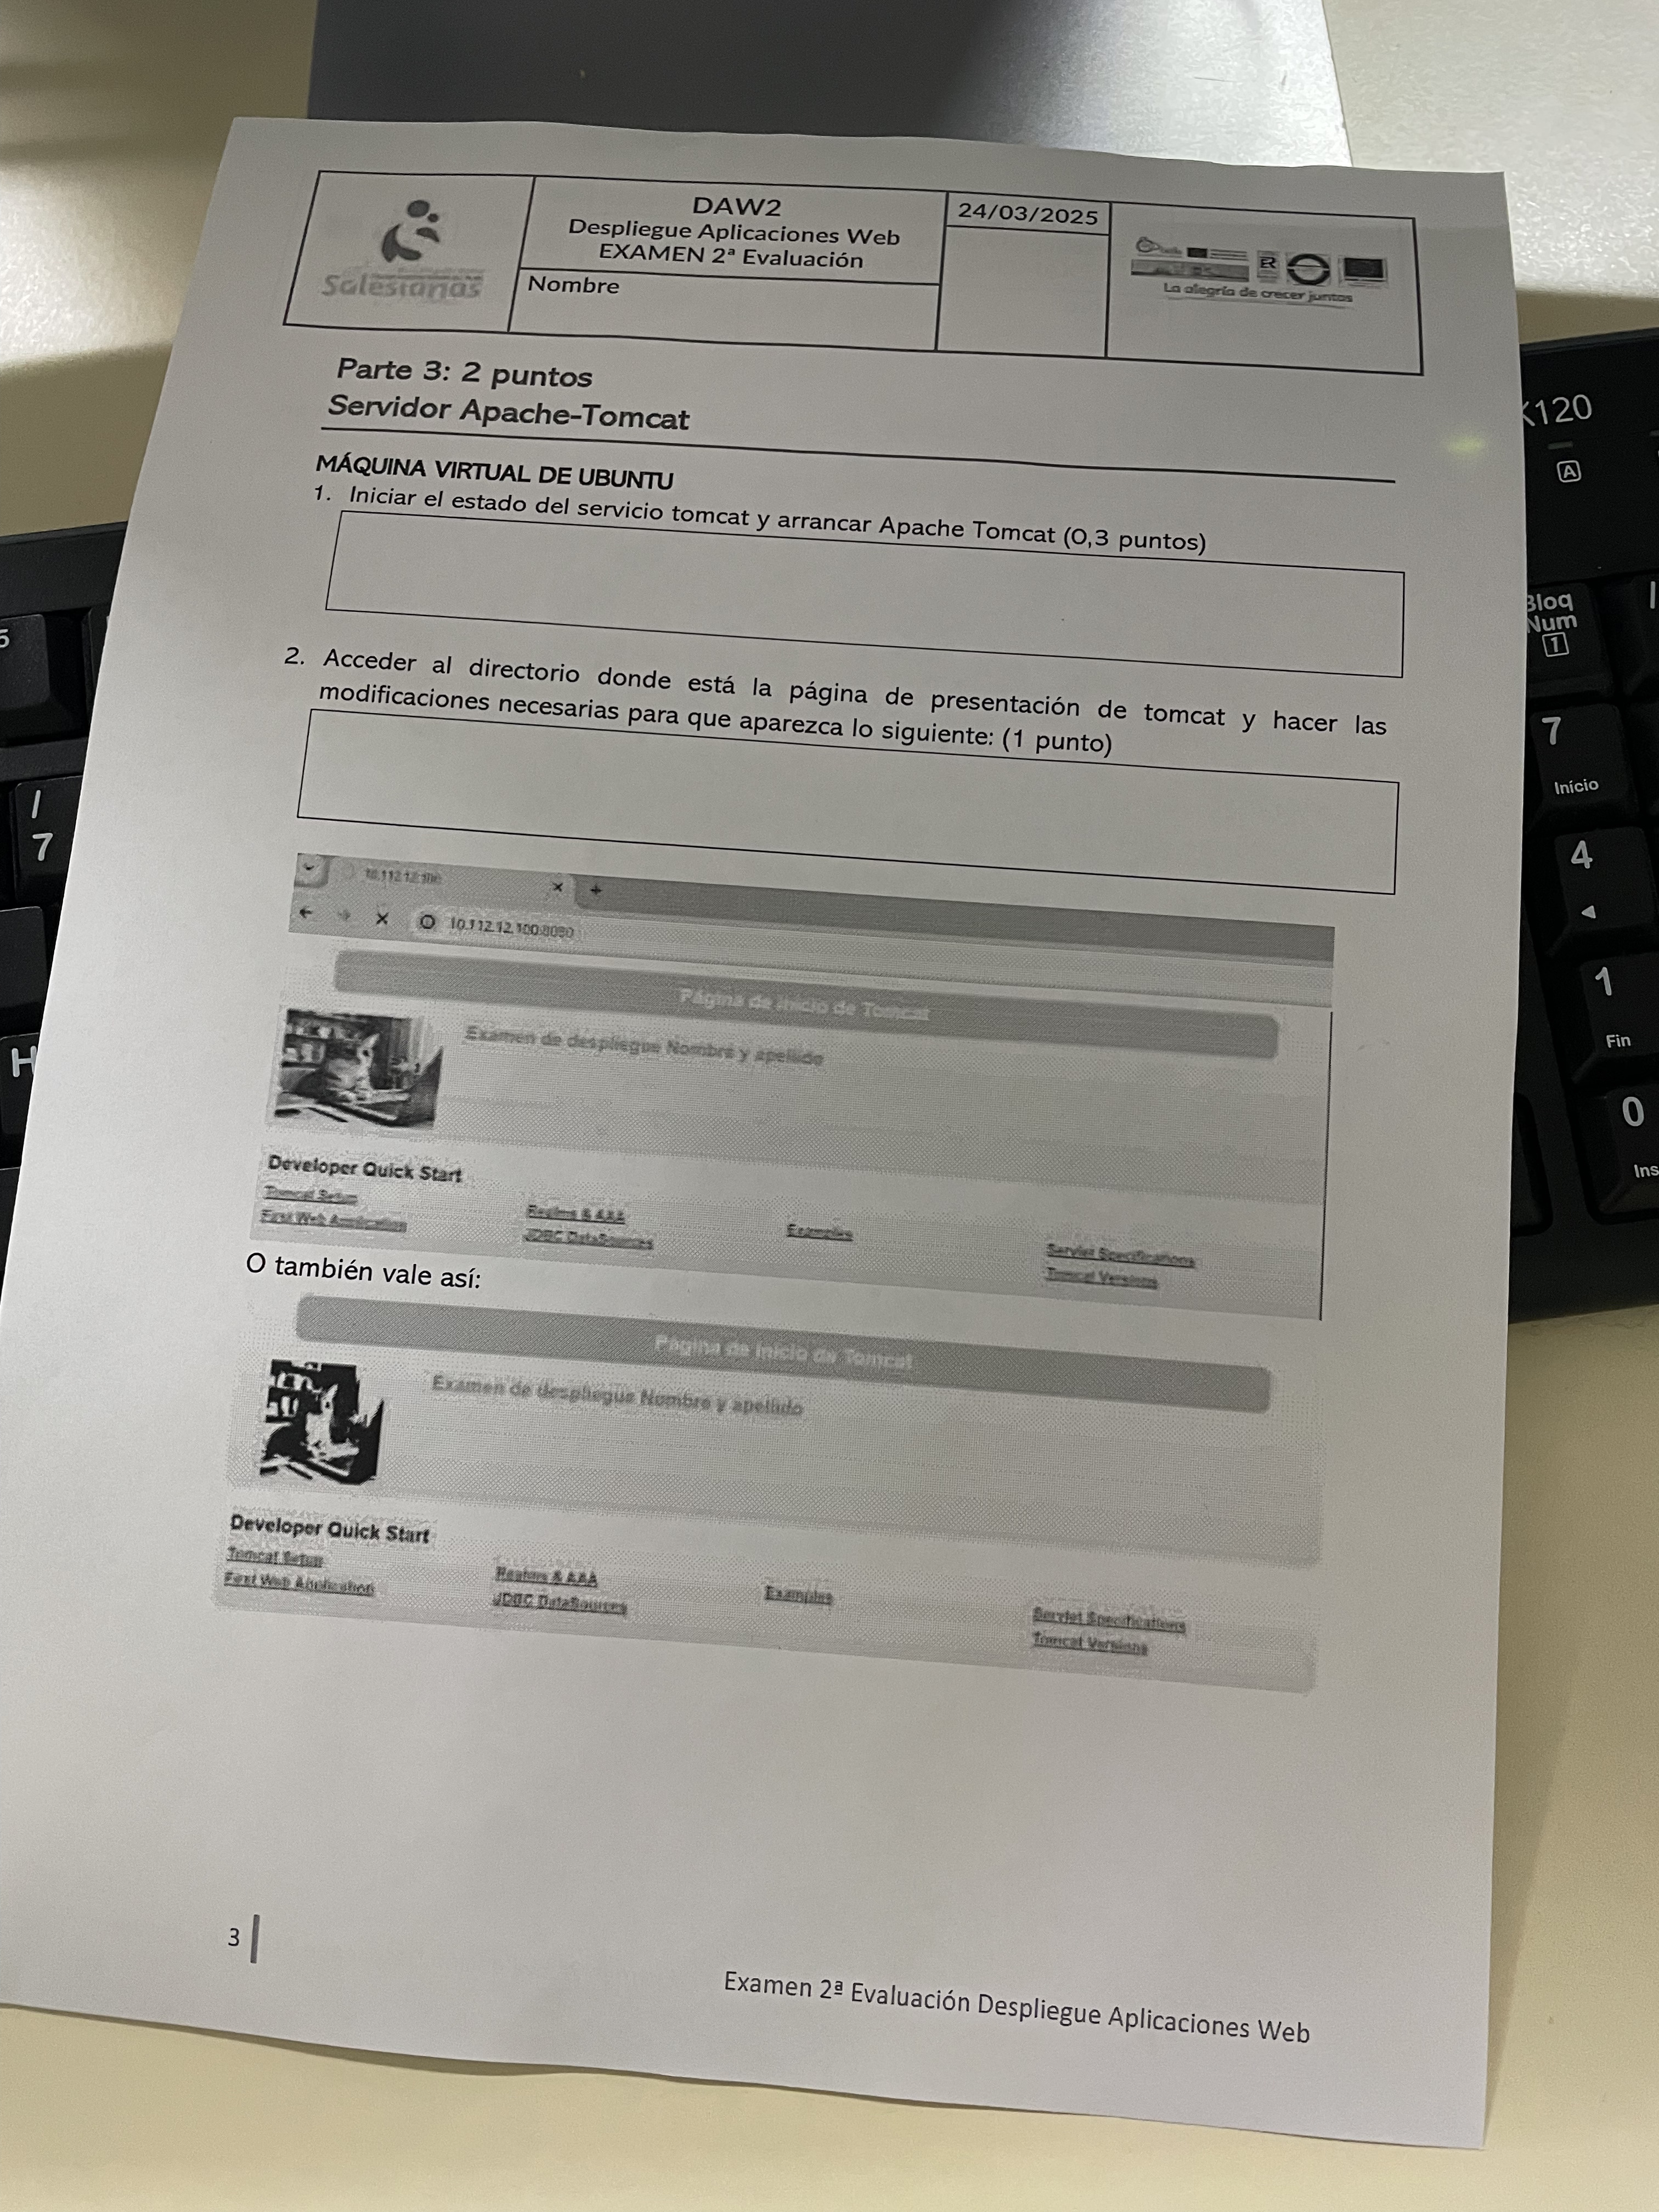 Salesianas
DAW2
Despliegue Aplicaciones Web
EXAMEN 2ª Evaluación
Nombre
24/03/2025
La alegría de crecer juntos
Parte 3: 2 puntos
Servidor Apache-Tomcat
MÁQUINA VIRTUAL DE UBUNTU
1. Iniciar el estado del servicio tomcat y arrancar Apache Tomcat (0,3 puntos)
2. Acceder al directorio donde está la página de presentación de tomcat y hacer las
modificaciones necesarias para que aparezca lo siguiente: (1 punto)
10.112.12.100
10.112.12.100:8080
Página de inicio de Tomcat
Examen de despliegue Nombre y apellido
Developer Quick Start
Tomcat Setup
First Web Application
Realms & AAA
JDBC DataSources
Examples
Servlet Specifications
Tomcat Versions
O también vale así:
Página de inicio de Tomcat
Examen de despliegue Nombre y apellido
Developer Quick Start
Tomcat Setup
First Web Application
Realms & AAA
JDBC DataSources
Examples
Servlet Specifications
Tomcat Versions
3
Examen 2ª Evaluación Despliegue Aplicaciones Web
K120
A
Bloq
Num
1
7
Inicio
4
1
Fin
0
Ins
5
/
7
H